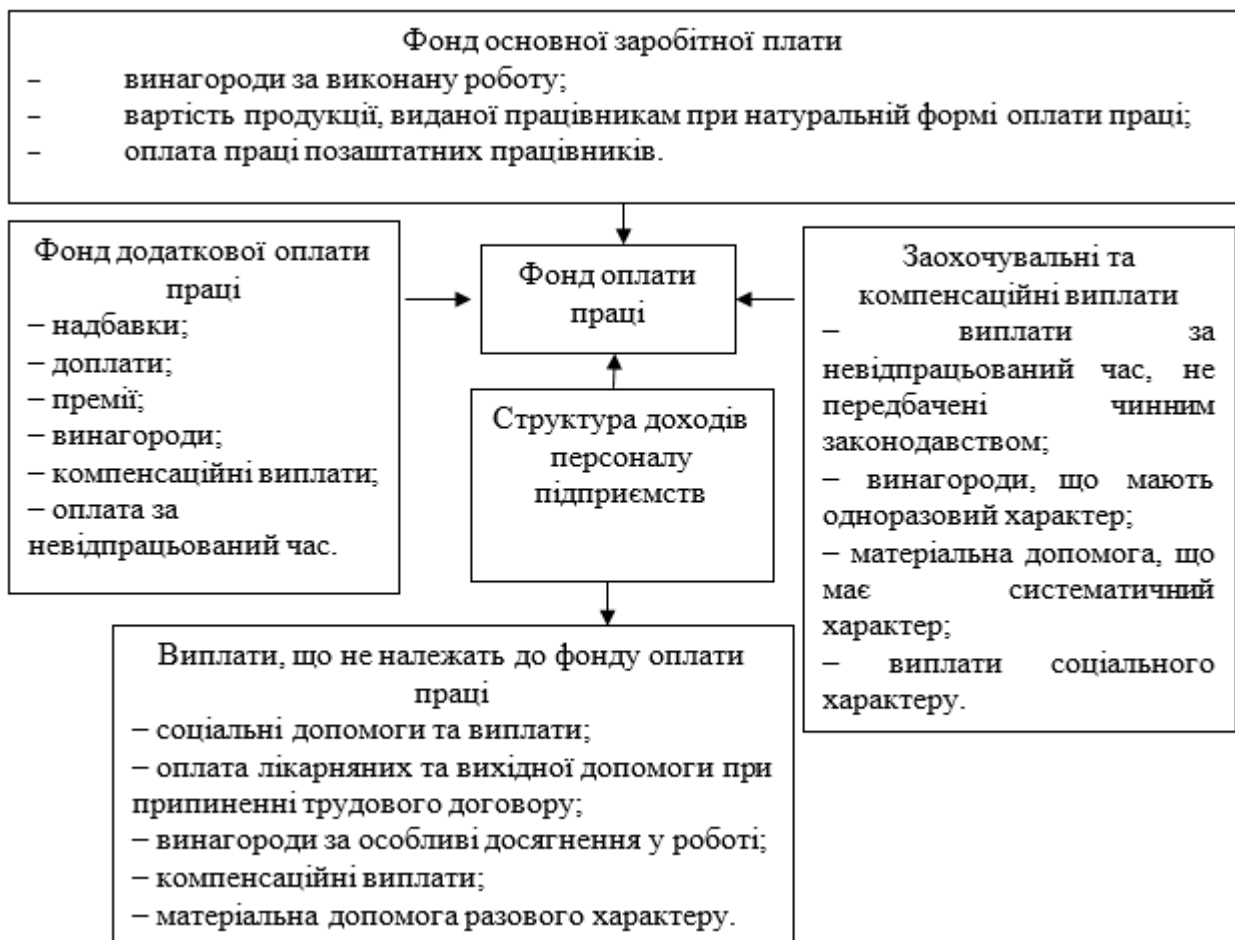 Фонд основної заробітної плати
– винагороди за виконану роботу;
– вартість продукції, виданої працівникам при натуральній формі оплати праці;
– оплата праці позаштатних працівників.
Фонд додаткової оплати
праці
– надбавки;
– доплати;
– премії;
– винагороди;
– компенсаційні виплати;
– оплата за
невідпрацьований час.
Фонд оплати
праці
Структура доходів
персоналу
підприємств
Заохочувальні та
компенсаційні виплати
– виплати за
невідпрацьований час, не
передбачені чинним
законодавством;
– винагороди, що мають
одноразовий характер;
– матеріальна допомога, що
має систематичний
характер;
– виплати соціального
характеру.
Виплати, що не належать до фонду оплати
праці
– соціальні допомоги та виплати;
– оплата лікарняних та вихідної допомоги при
припиненні трудового договору;
– винагороди за особливі досягнення у роботі;
– компенсаційні виплати;
– матеріальна допомога разового характеру.